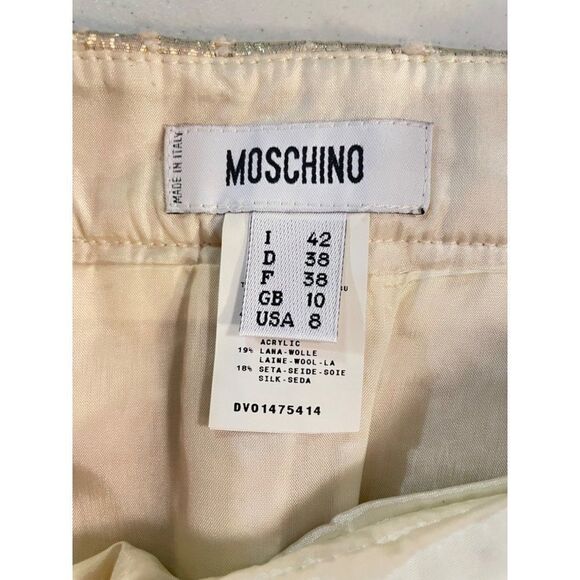 MADE IN ITALY
MOSCHINO
I 42
D 38
F 38
GB 10
USA 8
ACRYLIC
19% LANA-WOLLE
LAINE-WOL-LA
18% SETA-SEIDE-SOIE
SILK-SEDA
DV01475414